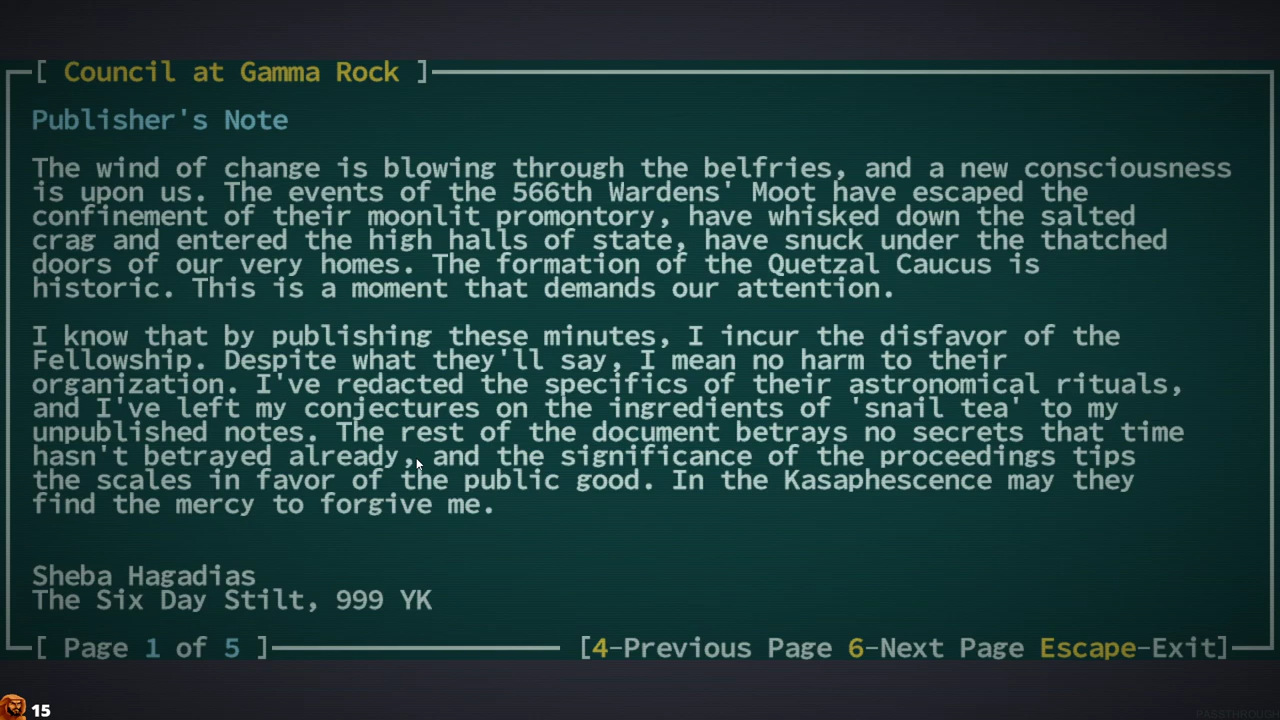 [ Council at Gamma Rock ]
Publisher's Note
The wind of change is blowing through the belfries, and a new consciousness
is upon us. The events of the 566th Wardens' Moot have escaped the
confinement of their moonlit promontory, have whisked down the salted
crag and entered the high halls of state, have snuck under the thatched
doors of our very homes. The formation of the Quetzal Caucus is
historic. This is a moment that demands our attention.
I know that by publishing these minutes, I incur the disfavor of the
Fellowship. Despite what they'll say, I mean no harm to their
organization. I've redacted the specifics of their astronomical rituals,
and I've left my conjectures on the ingredients of 'snail tea' to my
unpublished notes. The rest of the document betrays no secrets that time
hasn't betrayed already, and the significance of the proceedings tips
the scales in favor of the public good. In the Kasaphescence may they
find the mercy to forgive me.
Sheba Hagadias
The Six Day Stilt, 999 YK
[ Page 1 of 5 ] [4-Previous Page 6-Next Page Escape-Exit]
15